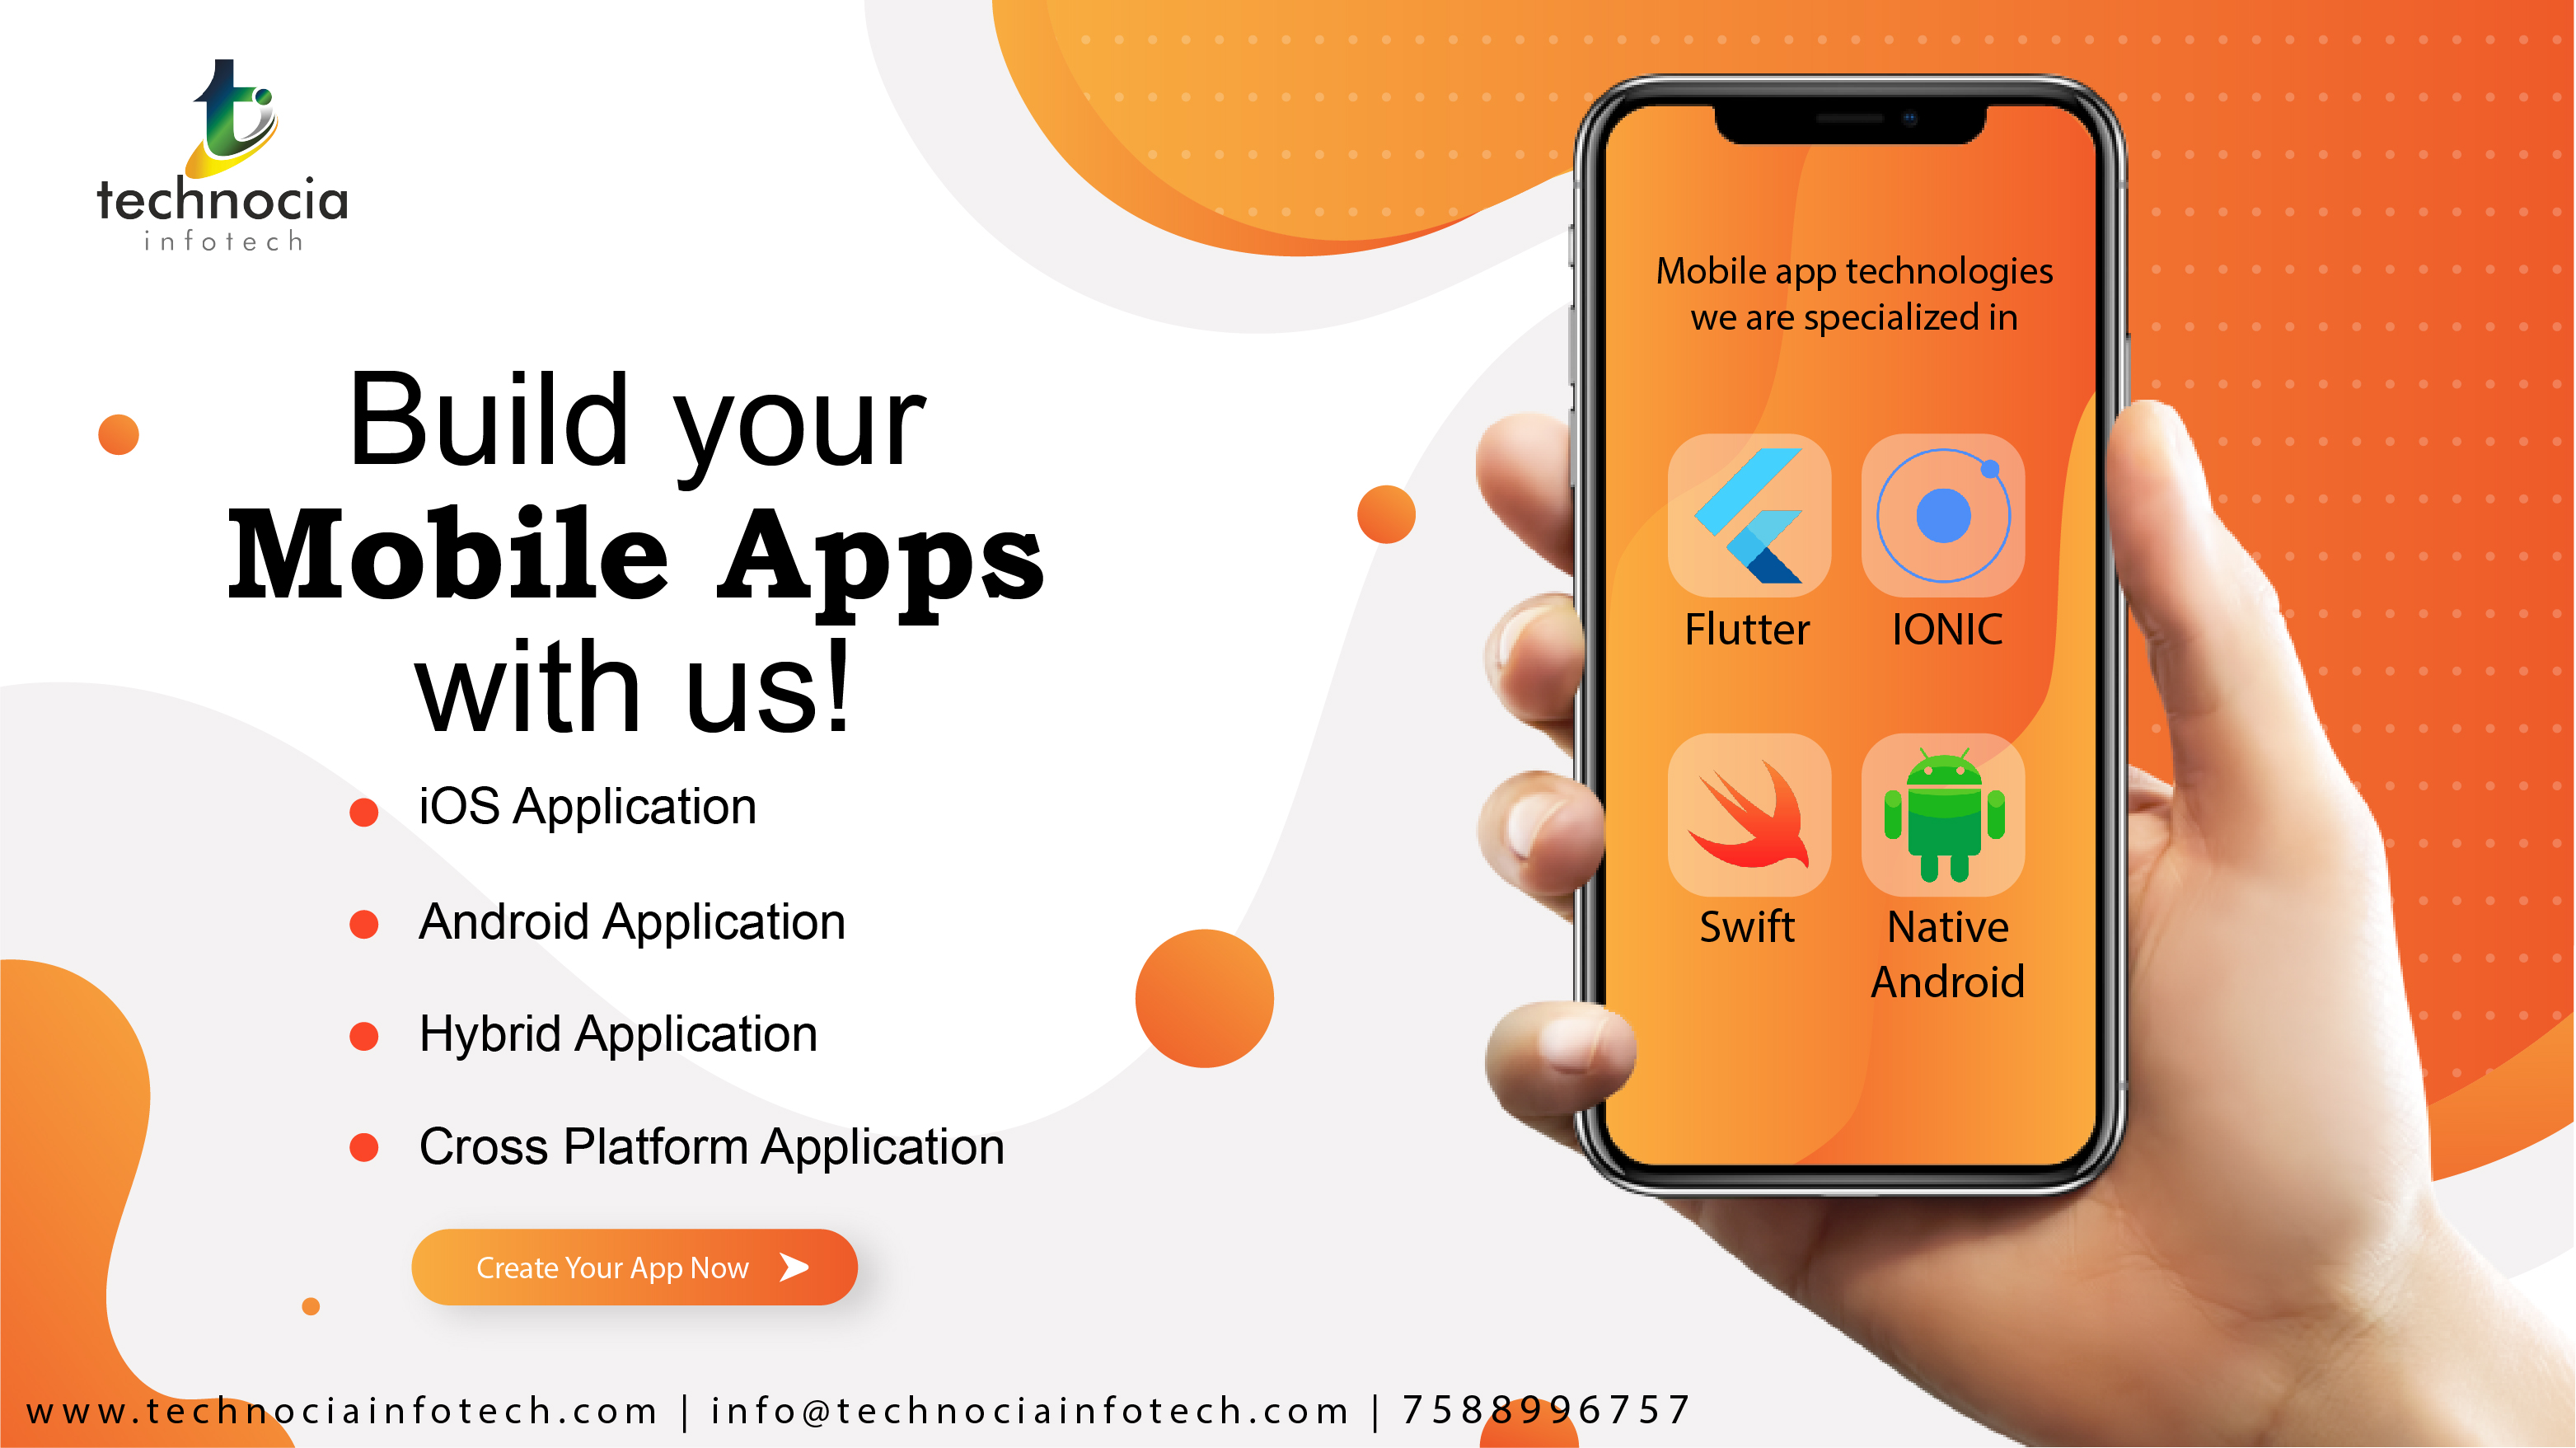 technocia
infotech
Build your
Mobile Apps
with us!
iOS Application
Android Application
Hybrid Application
Cross Platform Application
Create Your App Now
Mobile app technologies
we are specialized in
Flutter
IONIC
Swift
Native
Android
www.technociainfotech.com | info@technociainfotech.com | 7588996757